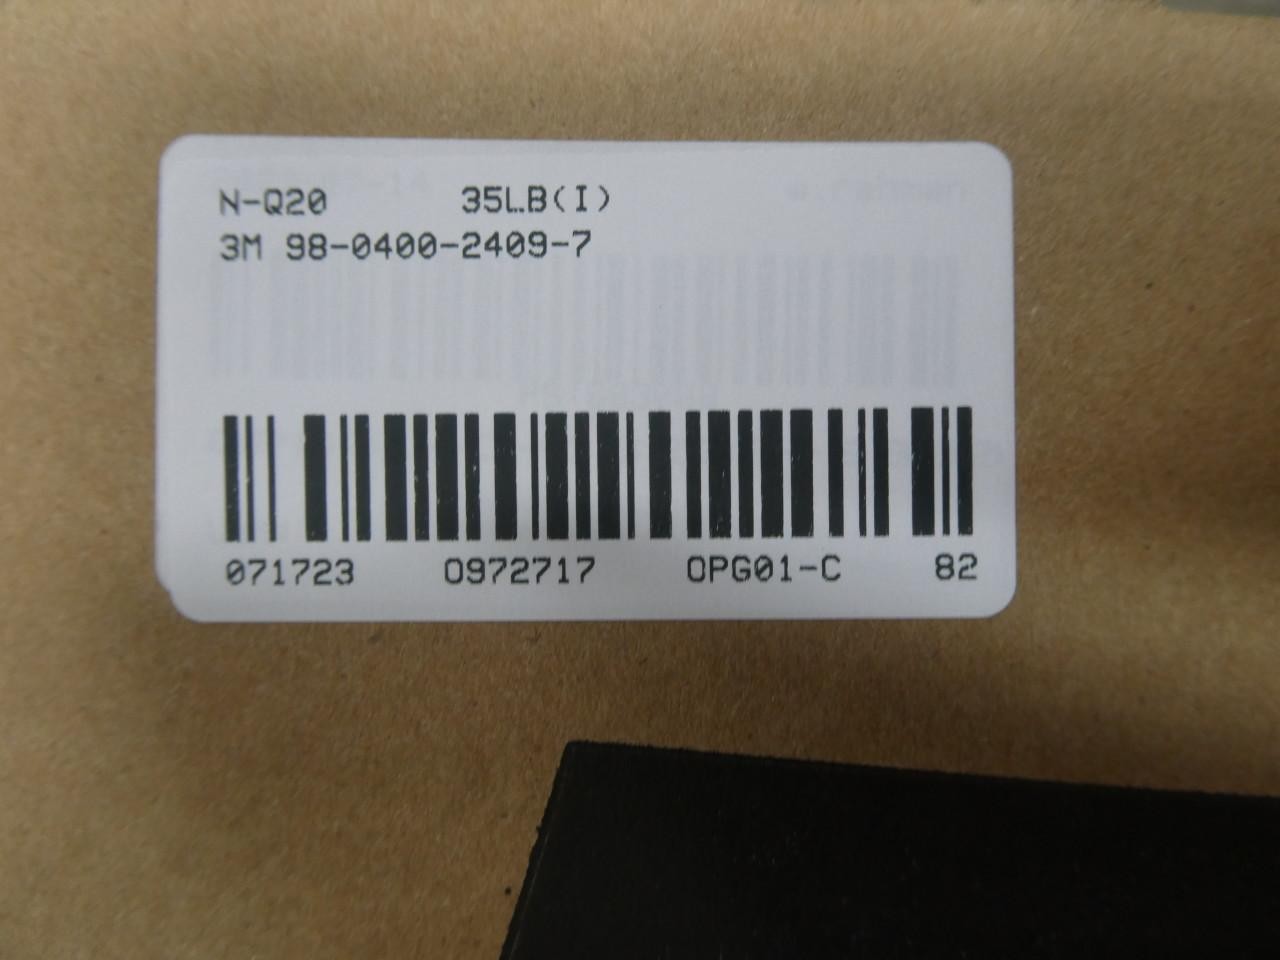 N-Q20 35LB(I)
3M 98-0400-2409-7
071723 0972717 OPG01-C 82